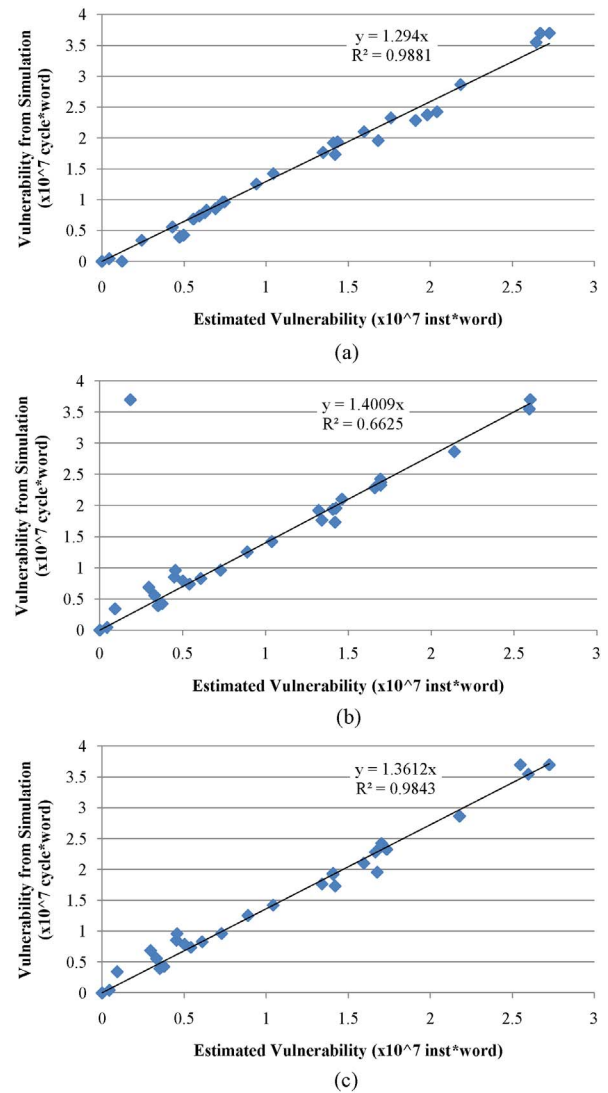 4
3.5
3
2.5
2
1.5
1
0.5
0
Vulnerability from Simulation
(x10^7 cycle*word)
y = 1.294x
R² = 0.9881
0 0.5 1 1.5 2 2.5 3
Estimated Vulnerability (x10^7 inst*word)
(a)
4
3.5
3
2.5
2
1.5
1
0.5
0
Vulnerability from Simulation
(x10^7 cycle*word)
y = 1.4009x
R² = 0.6625
0 0.5 1 1.5 2 2.5 3
Estimated Vulnerability (x10^7 inst*word)
(b)
4
3.5
3
2.5
2
1.5
1
0.5
0
Vulnerability from Simulation
(x10^7 cycle*word)
y = 1.3612x
R² = 0.9843
0 0.5 1 1.5 2 2.5 3
Estimated Vulnerability (x10^7 inst*word)
(c)